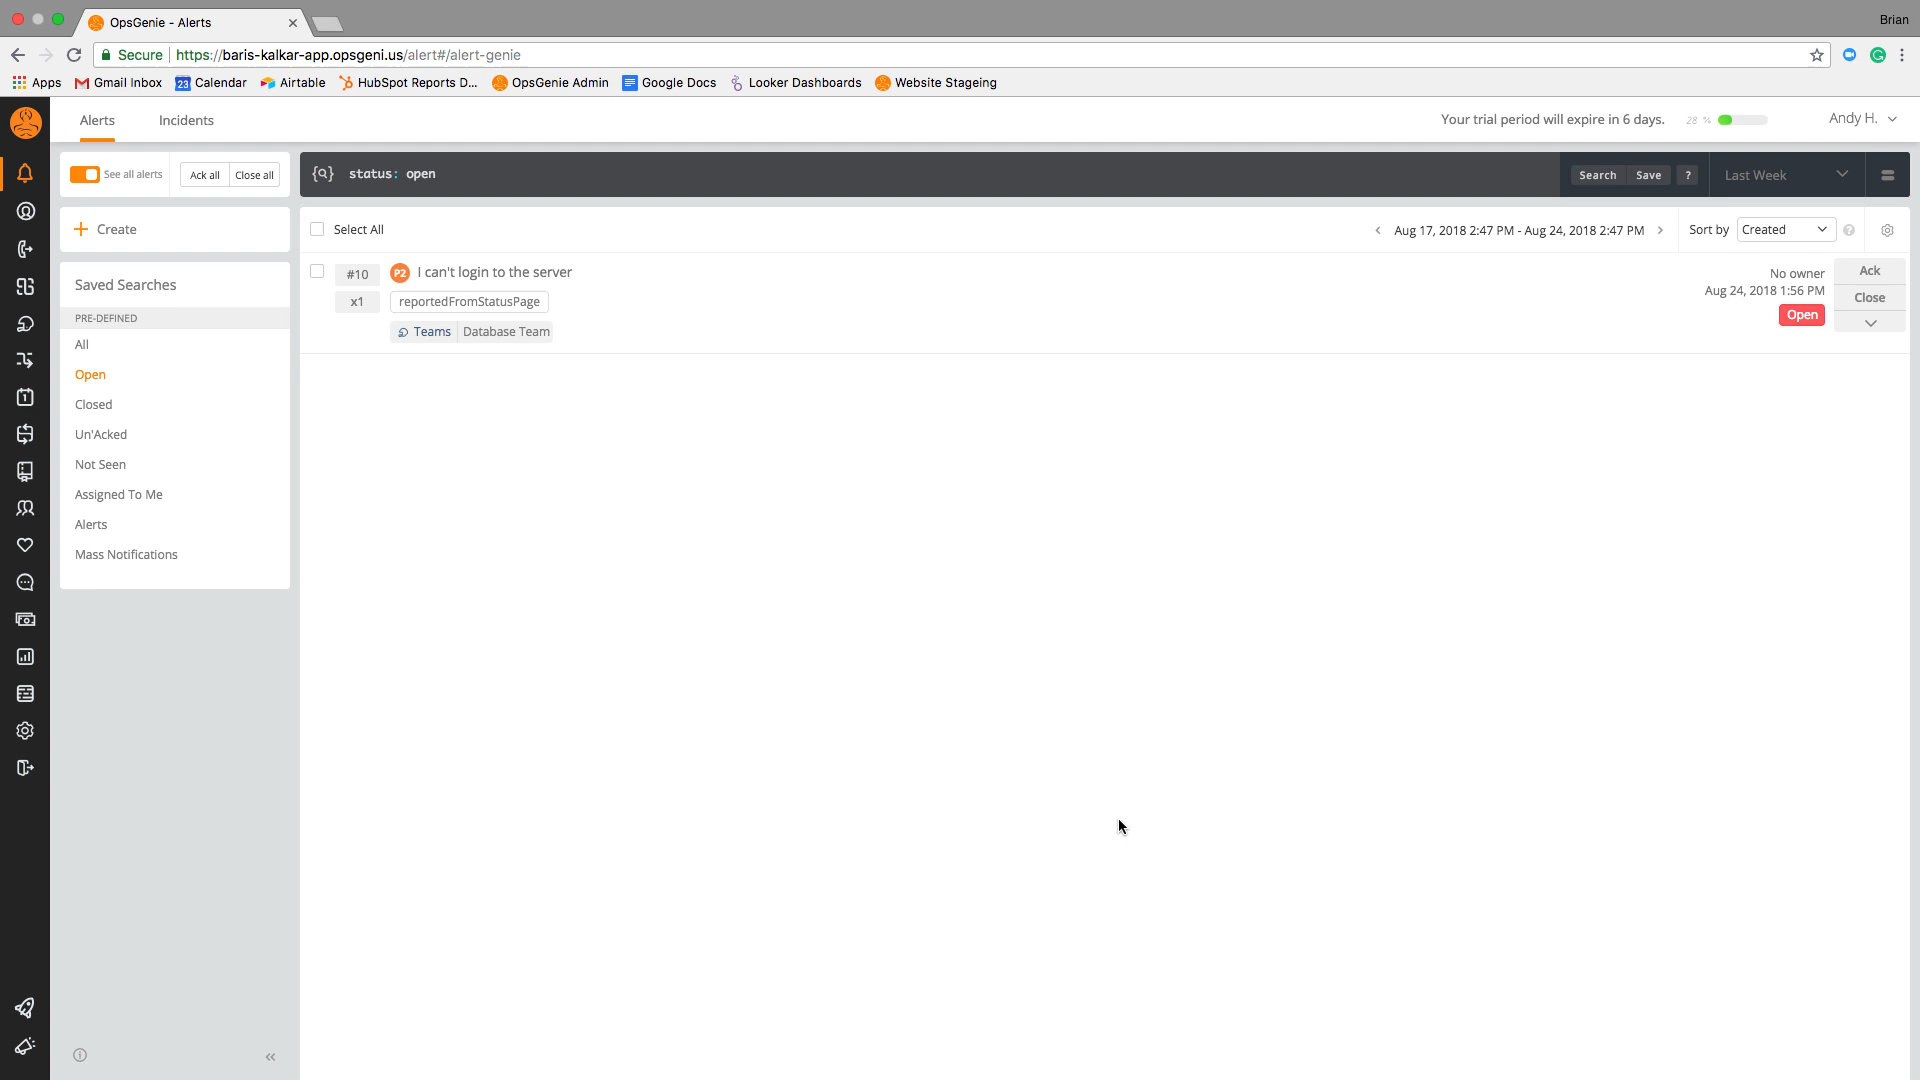 OpsGenie - Alerts
Brian
Secure https://baris-kalkar-app.opsgeni.us/alert#/alert-genie
Apps Gmail Inbox 23 Calendar Airtable HubSpot Reports D... OpsGenie Admin Google Docs Looker Dashboards Website Stageing
Alerts Incidents Your trial period will expire in 6 days. 28 % Andy H.
See all alerts Ack all Close all {Q} status: open Search Save ? Last Week
Create
Select All Aug 17, 2018 2:47 PM - Aug 24, 2018 2:47 PM Sort by Created ?
#10 P2 I can't login to the server No owner Ack
x1 reportedFromStatusPage Aug 24, 2018 1:56 PM Close
Teams Database Team Open
Saved Searches
PRE-DEFINED
All
Open
Closed
Un'Acked
Not Seen
Assigned To Me
Alerts
Mass Notifications